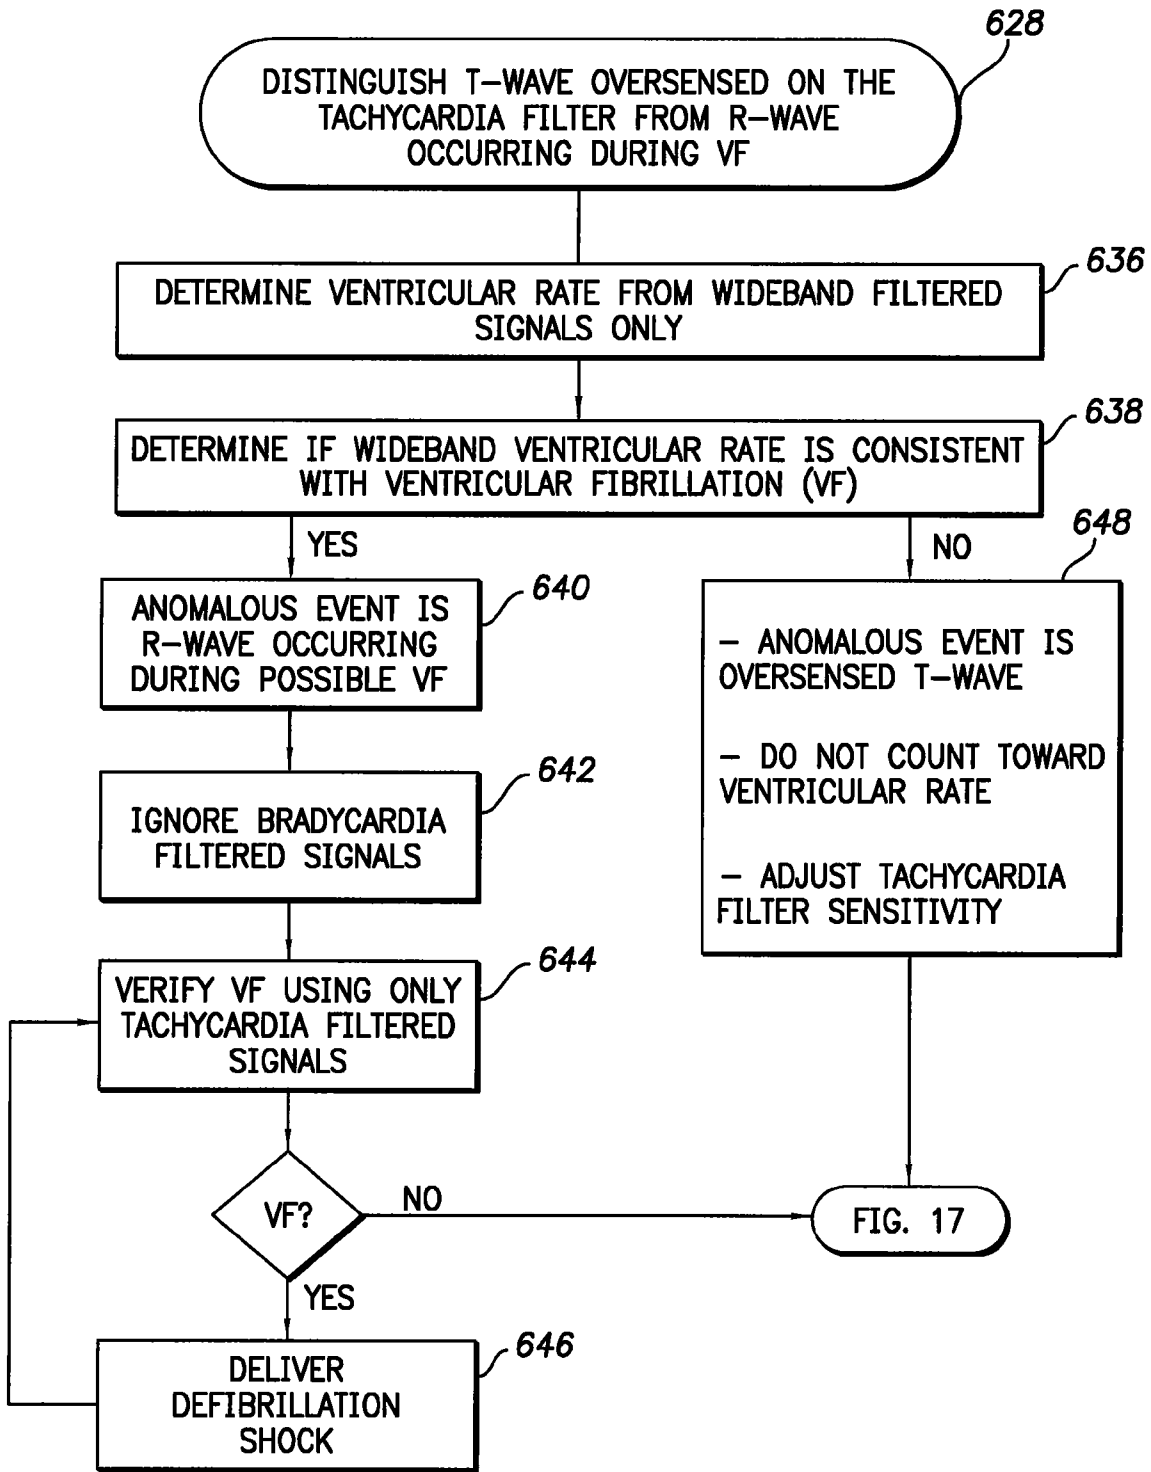 628
DISTINGUISH T-WAVE OVERSENSED ON THE
TACHYCARDIA FILTER FROM R-WAVE
OCCURRING DURING VF
636
DETERMINE VENTRICULAR RATE FROM WIDEBAND FILTERED
SIGNALS ONLY
638
DETERMINE IF WIDEBAND VENTRICULAR RATE IS CONSISTENT
WITH VENTRICULAR FIBRILLATION (VF)
YES
NO
640
ANOMALOUS EVENT IS
R-WAVE OCCURRING
DURING POSSIBLE VF
648
- ANOMALOUS EVENT IS
OVERSENSED T-WAVE
- DO NOT COUNT TOWARD
VENTRICULAR RATE
- ADJUST TACHYCARDIA
FILTER SENSITIVITY
642
IGNORE BRADYCARDIA
FILTERED SIGNALS
644
VERIFY VF USING ONLY
TACHYCARDIA FILTERED
SIGNALS
VF?
NO
FIG. 17
YES
646
DELIVER
DEFIBRILLATION
SHOCK